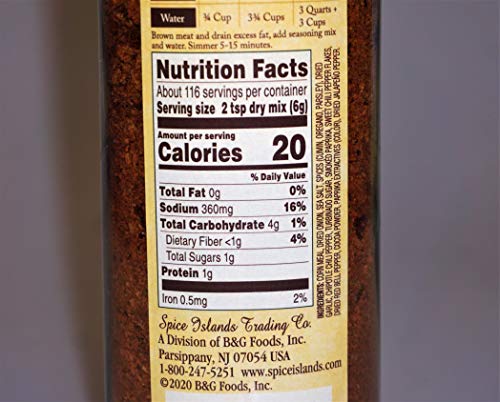 Water ¾ Cup 3¾ Cups 3 Quarts + 3 Cups
Brown meat and drain excess fat, add seasoning mix
and water. Simmer 5-15 minutes.
Nutrition Facts
About 116 servings per container
Serving size 2 tsp dry mix (6g)
Amount per serving
Calories 20
% Daily Value
Total Fat 0g 0%
Sodium 360mg 16%
Total Carbohydrate 4g 1%
Dietary Fiber <1g 4%
Total Sugars 1g
Protein 1g
Iron 0.5mg 2%
INGREDIENTS: CORN MEAL, DRIED ONION, SEA SALT, SPICES (CUMIN, OREGANO, PARSLEY), DRIED
GARLIC, CHIPOTLE CHILI PEPPER, TURBINADO SUGAR, SMOKED PAPRIKA, SWEET CHILI PEPPER FLAKES,
DRIED RED BELL PEPPER, COCOA POWDER, PAPRIKA EXTRACTIVES (COLOR), DRIED JALAPEÑO PEPPER.
Spice Islands Trading Co.
A Division of B&G Foods, Inc.
Parsippany, NJ 07054 USA
1-800-247-5251 www.spiceislands.com
©2020 B&G Foods, Inc.